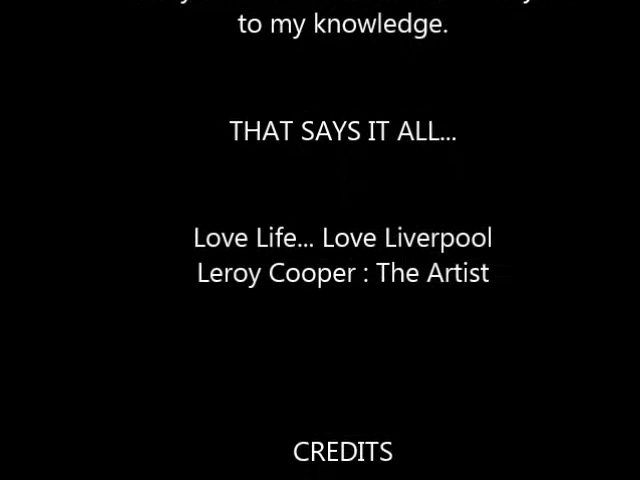 to my knowledge.
THAT SAYS IT ALL...
Love Life... Love Liverpool
Leroy Cooper : The Artist
CREDITS